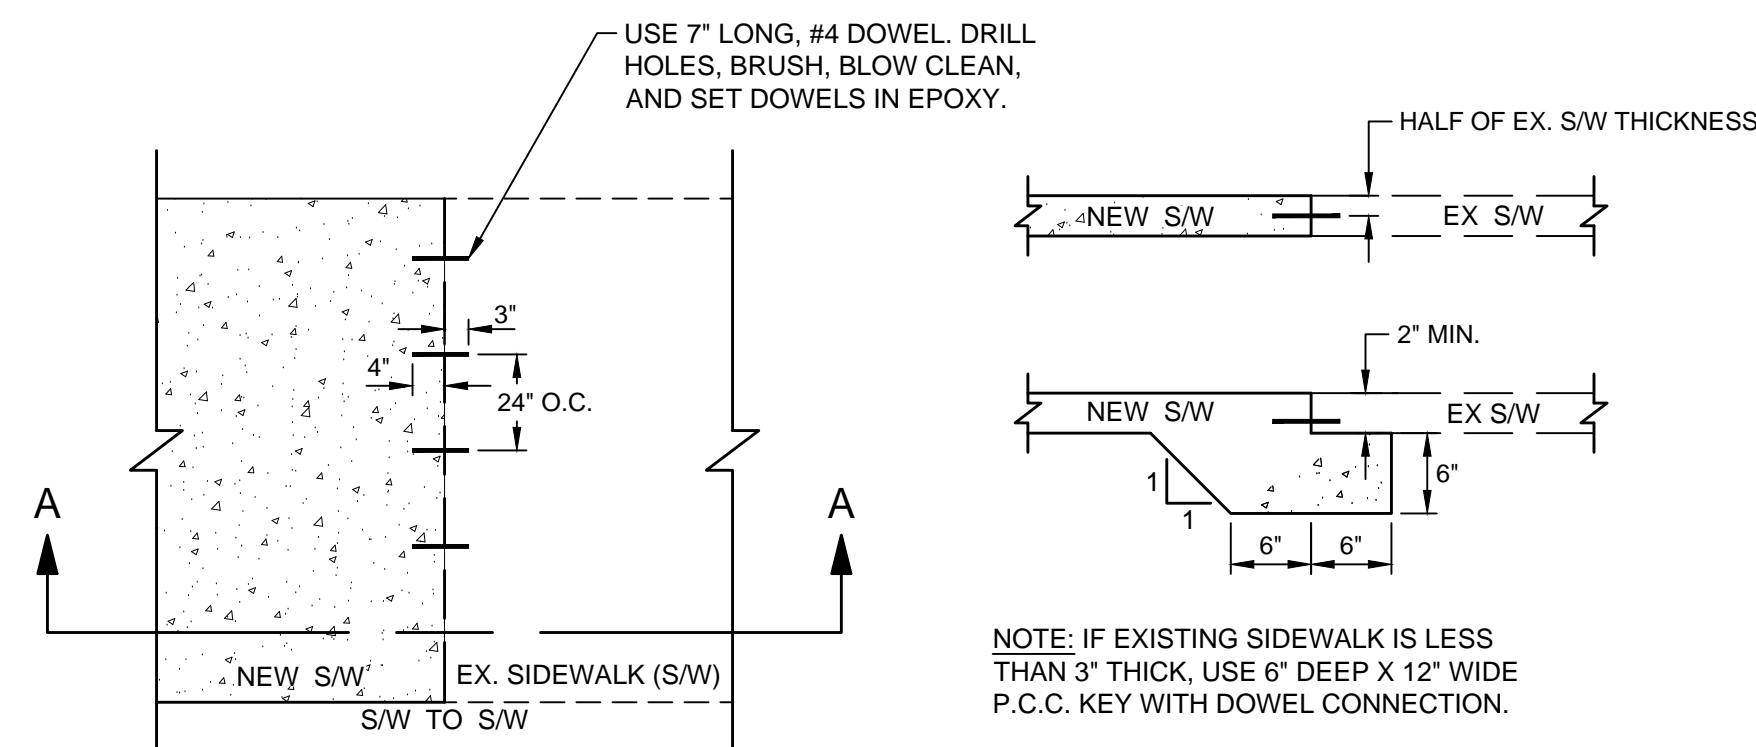 USE 7" LONG, #4 DOWEL. DRILL
HOLES, BRUSH, BLOW CLEAN,
AND SET DOWELS IN EPOXY.
3"
4"
24" O.C.
A
A
NEW S/W
EX. SIDEWALK (S/W)
S/W TO S/W
HALF OF EX. S/W THICKNESS
NEW S/W
EX S/W
2" MIN.
NEW S/W
EX S/W
1
1
6"
6"
6"
NOTE: IF EXISTING SIDEWALK IS LESS
THAN 3" THICK, USE 6" DEEP X 12" WIDE
P.C.C. KEY WITH DOWEL CONNECTION.